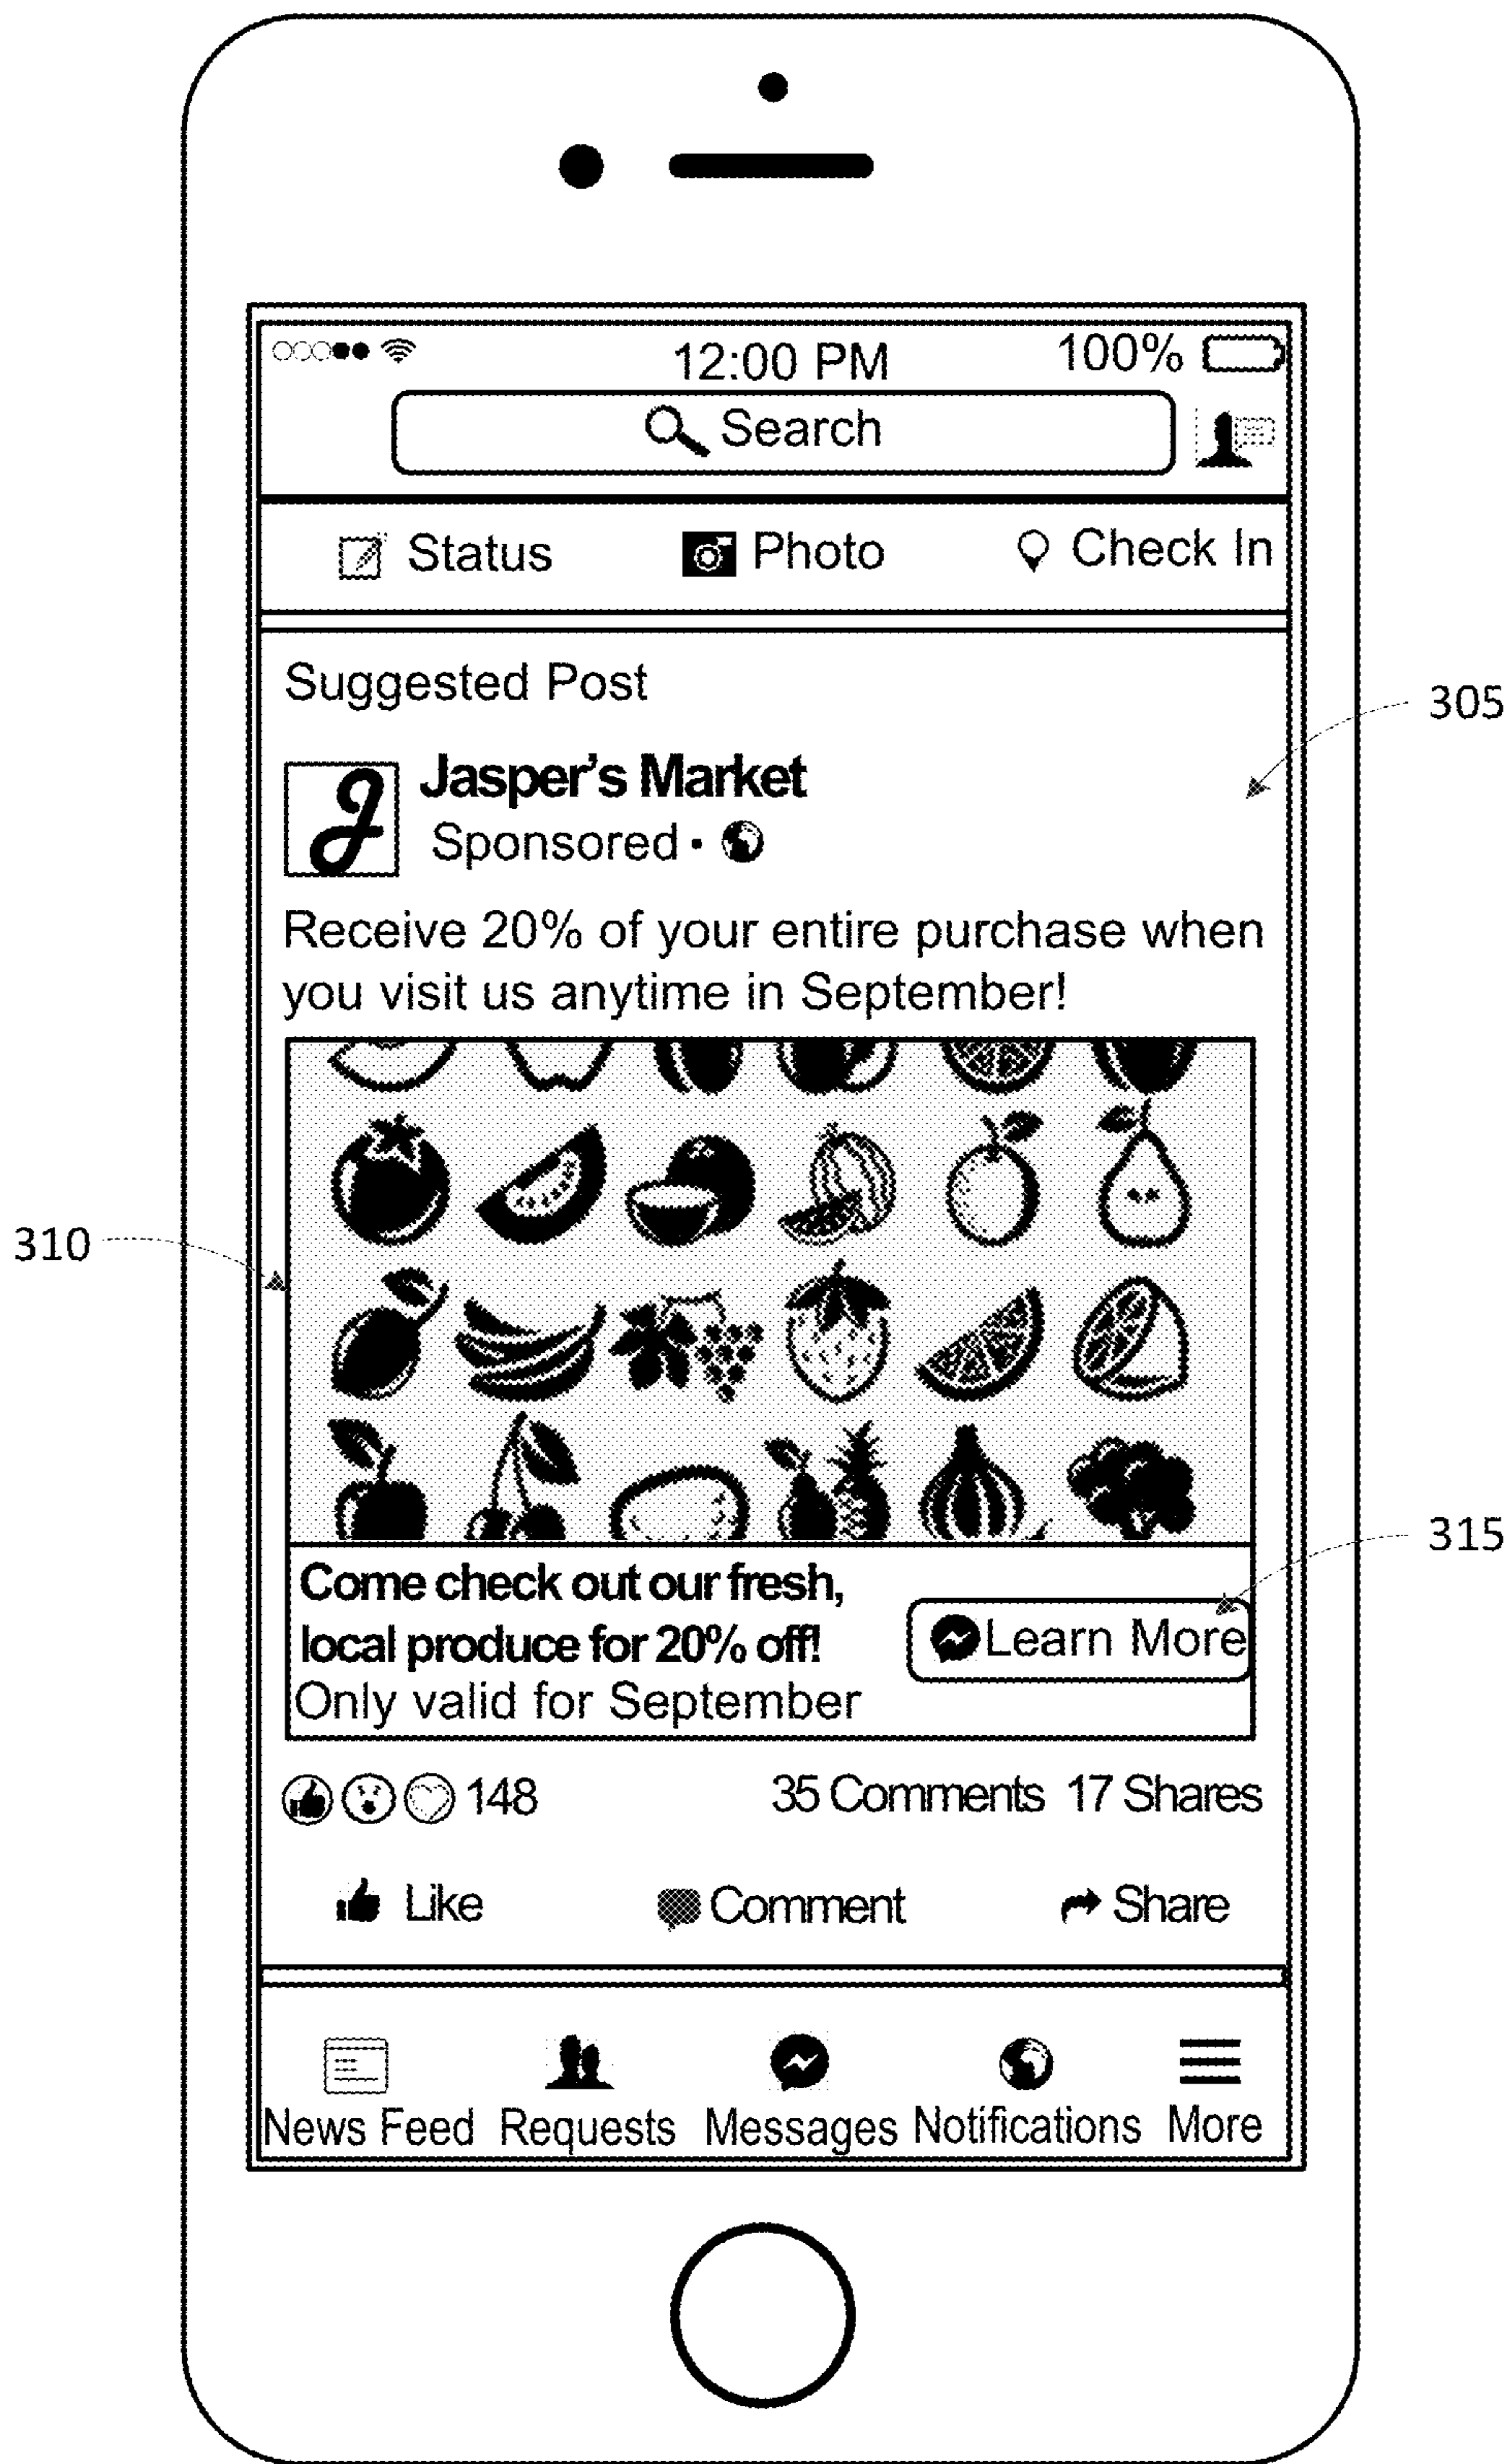 12:00 PM
100%
Search
Status
Photo
Check In
Suggested Post
305
J
Jasper's Market
Sponsored ·
Receive 20% of your entire purchase when
you visit us anytime in September!
310
315
Come check out our fresh,
local produce for 20% off!
Learn More
Only valid for September
148
35 Comments 17 Shares
Like
Comment
Share
News Feed
Requests
Messages
Notifications
More